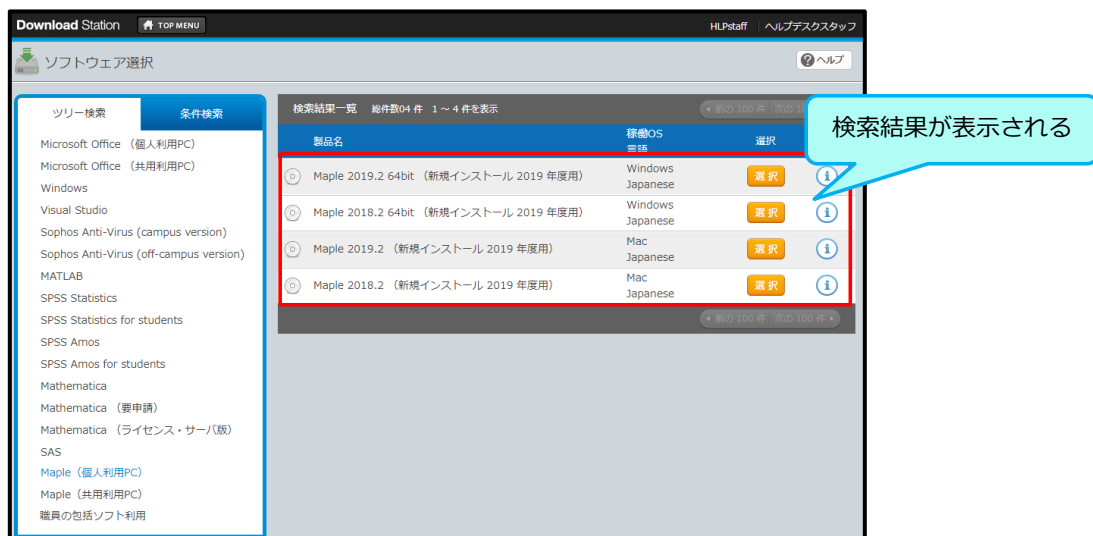 Download Station TOP MENU HLPstaff ヘルプデスクスタッフ
ソフトウェア選択 ヘルプ
ツリー検索 条件検索
Microsoft Office （個人利用PC）
Microsoft Office （共用利用PC）
Windows
Visual Studio
Sophos Anti-Virus (campus version)
Sophos Anti-Virus (off-campus version)
MATLAB
SPSS Statistics
SPSS Statistics for students
SPSS Amos
SPSS Amos for students
Mathematica
Mathematica （要申請）
Mathematica （ライセンス・サーバ版）
SAS
Maple（個人利用PC）
Maple（共用利用PC）
職員の包括ソフト利用
検索結果一覧 総件数04 件 1 ～ 4 件を表示 前の 100 件 次の
製品名 稼働OS 選択
言語
Maple 2019.2 64bit （新規インストール 2019 年度用） Windows 選択
Japanese
Maple 2018.2 64bit （新規インストール 2019 年度用） Windows 選択
Japanese
Maple 2019.2 （新規インストール 2019 年度用） Mac 選択
Japanese
Maple 2018.2 （新規インストール 2019 年度用） Mac 選択
Japanese
前の 100 件 次の 100 件
検索結果が表示される